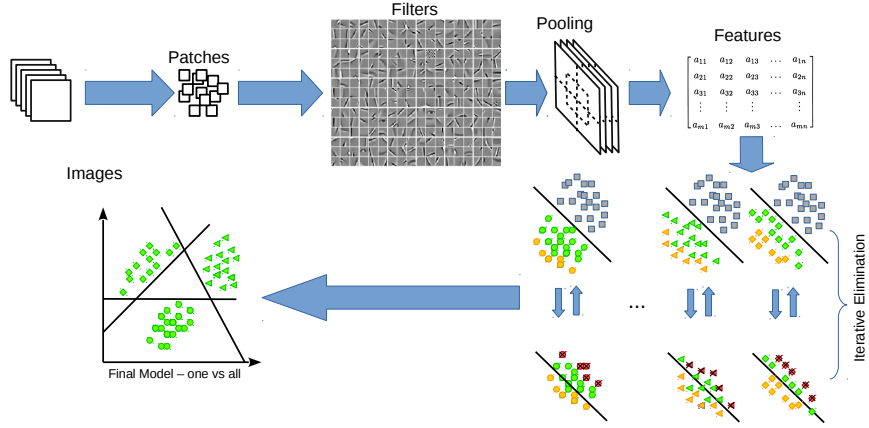 Filters
Pooling
Features
Patches
a11 a12 a13 ... a1n
a21 a22 a23 ... a2n
a31 a32 a33 ... a3n
⋮ ⋮ ⋮ ⋮
am1 am2 am3 ... amn
Images
...
Iterative Elimination
Final Model – one vs all